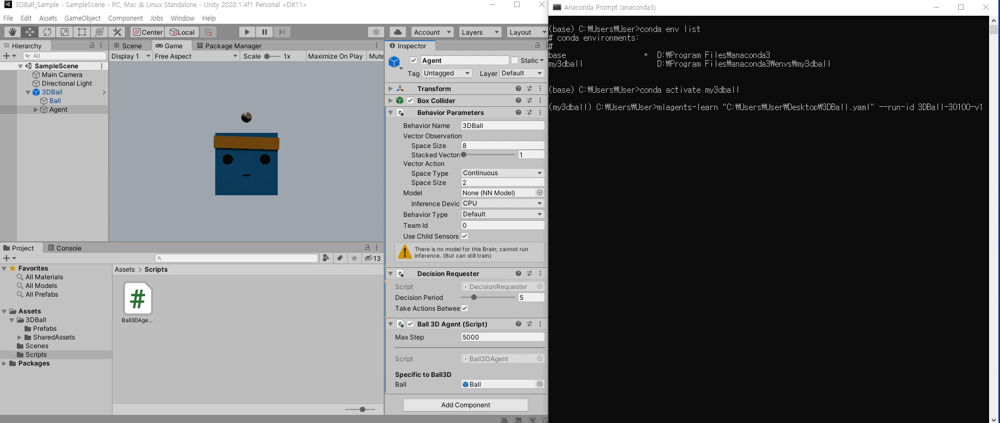 3DBall_Sample - SampleScene - PC, Mac & Linux Standalone - Unity 2020.1.4f1 Personal <DX11>
File Edit Assets GameObject Component Jobs Window Help
Center Local Account Layers Layout
Hierarchy
All
SampleScene
Main Camera
Directional Light
3DBall
Ball
Agent
Scene Game Package Manager
Display 1 Free Aspect Scale 1x Maximize On Play Mute
Project Console
13
Favorites
All Materials
All Models
All Prefabs
Assets
3DBall
Prefabs
SharedAssets
Scenes
Scripts
Packages
Assets > Scripts
#
Ball3DAge...
Inspector
Agent Static
Tag Untagged Layer Default
Transform
Box Collider
Behavior Parameters
Behavior Name 3DBall
Vector Observation
Space Size 8
Stacked Vectors 1
Vector Action
Space Type Continuous
Space Size 2
Model None (NN Model)
Inference Devic CPU
Behavior Type Default
Team Id 0
Use Child Sensors
There is no model for this Brain; cannot run
inference. (But can still train)
Decision Requester
Script DecisionRequester
Decision Period 5
Take Actions Betwee
Ball 3D Agent (Script)
Max Step 5000
Script Ball3DAgent
Specific to Ball3D
Ball Ball
Add Component
Anaconda Prompt (anaconda3)
(base) C:₩Users₩User>conda env list
# conda environments:
#
base * D:₩Program Files₩anaconda3
my3dball D:₩Program Files₩anaconda3₩envs₩my3dball
(base) C:₩Users₩User>conda activate my3dball
(my3dball) C:₩Users₩User>mlagents-learn "C:₩Users₩User₩Desktop₩3DBall.yaml" --run-id 3DBall-30100-v1